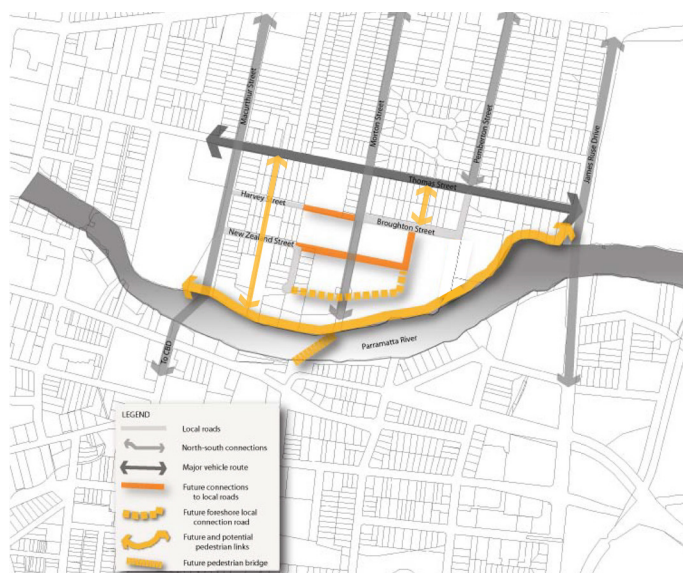 Macurthur Street
Morton Street
Pemberton Street
James Ruse Drive
Thomas Street
Harvey Street
Broughton Street
New Zealand Street
Parramatta River
To CBD
LEGEND
Local roads
North-south connections
Major vehicle route
Future connections
to local roads
Future foreshore local
connection road
Future and potential
pedestrian links
Future pedestrian bridge